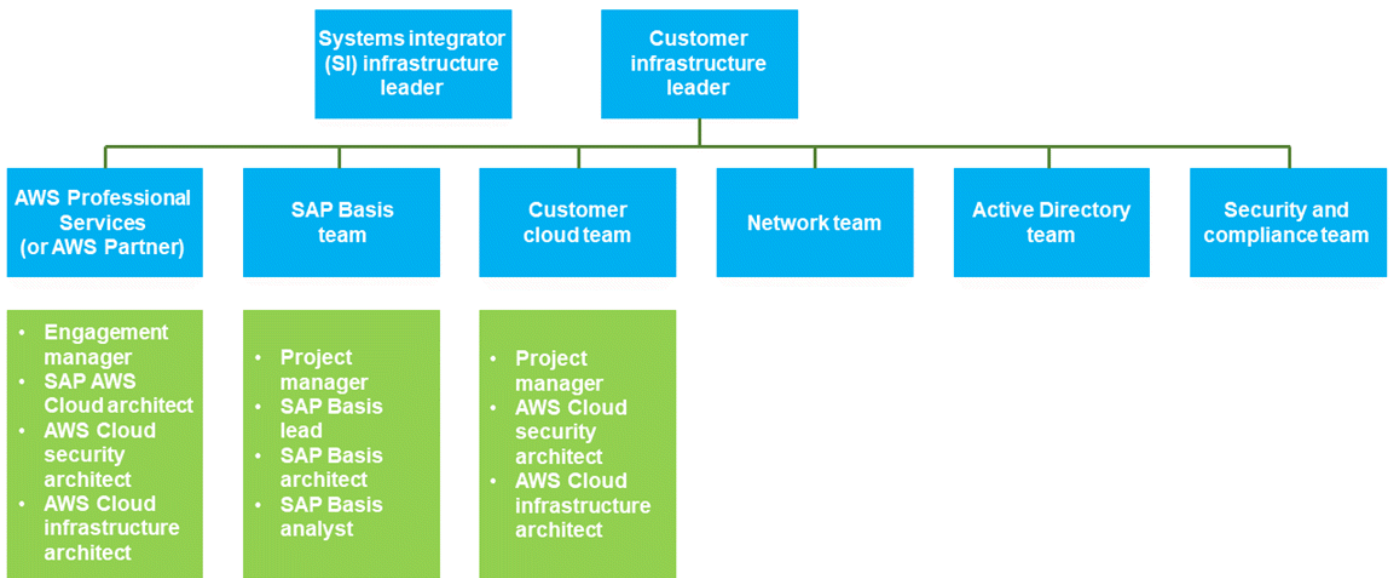 Systems integrator
(SI) infrastructure
leader
Customer
infrastructure
leader
AWS Professional
Services
(or AWS Partner)
SAP Basis
team
Customer
cloud team
Network team
Active Directory
team
Security and
compliance team
• Engagement
manager
• SAP AWS
Cloud architect
• AWS Cloud
security
architect
• AWS Cloud
infrastructure
architect
• Project
manager
• SAP Basis
lead
• SAP Basis
architect
• SAP Basis
analyst
• Project
manager
• AWS Cloud
security
architect
• AWS Cloud
infrastructure
architect